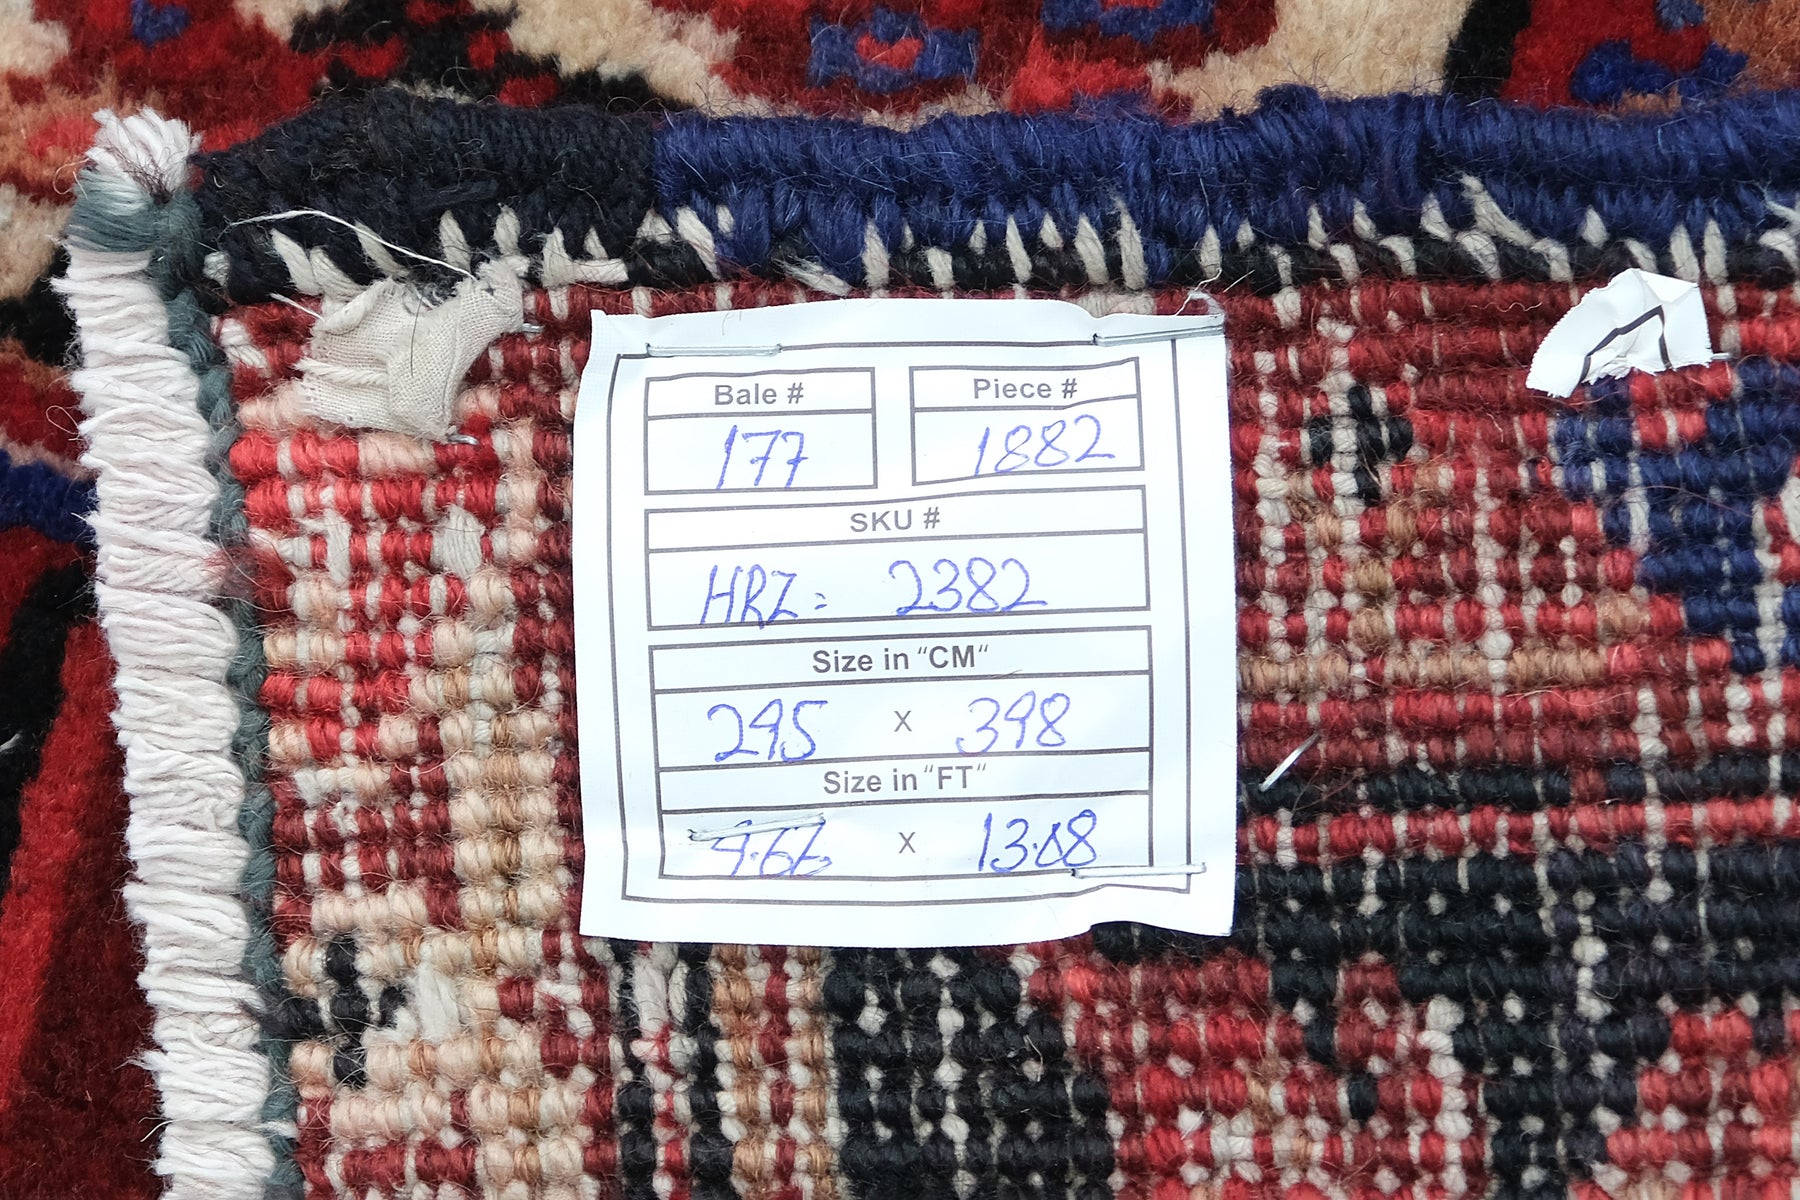 Bale # Piece #
177 1882
SKU #
HRZ: 2382
Size in "CM"
295 x 398
Size in "FT"
9.66 x 13.08